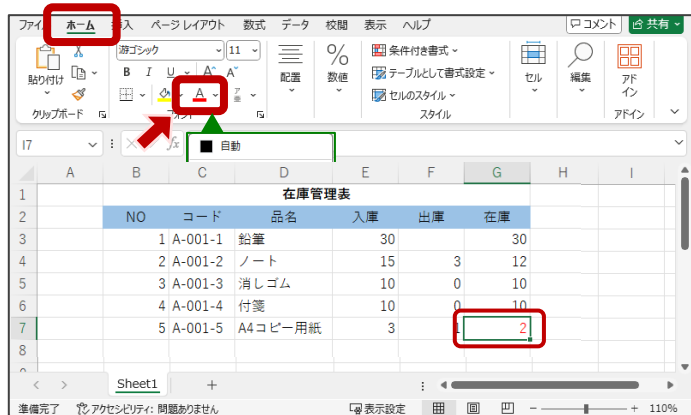 ファイル ホーム 挿入 ページ レイアウト 数式 データ 校閲 表示 ヘルプ コメント 共有
游ゴシック 11
貼り付け B I U A A 配置 数値 条件付き書式 テーブルとして書式設定 セルのスタイル セル 編集 アドイン
クリップボード フォント スタイル アドイン
I7 fx 自動
A B C D E F G H I
1 在庫管理表
2 NO コード 品名 入庫 出庫 在庫
3 1 A-001-1 鉛筆 30 30
4 2 A-001-2 ノート 15 3 12
5 3 A-001-3 消しゴム 10 0 10
6 4 A-001-4 付箋 10 0 10
7 5 A-001-5 A4コピー用紙 3 1 2
8
Sheet1 +
準備完了 アクセシビリティ: 問題ありません 表示設定 - + 110%